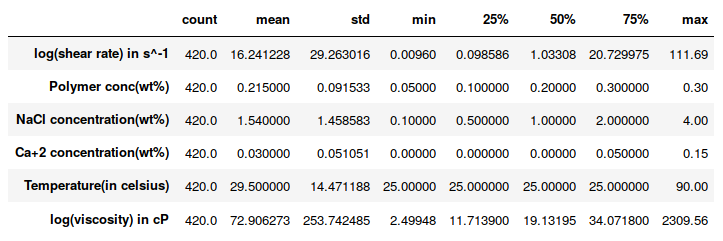 count mean std min 25% 50% 75% max
log(shear rate) in s^-1 420.0 16.241228 29.263016 0.00960 0.098586 1.03308 20.729975 111.69
Polymer conc(wt%) 420.0 0.215000 0.091533 0.05000 0.100000 0.20000 0.300000 0.30
NaCl concentration(wt%) 420.0 1.540000 1.458583 0.10000 0.500000 1.00000 2.000000 4.00
Ca+2 concentration(wt%) 420.0 0.030000 0.051051 0.00000 0.000000 0.00000 0.050000 0.15
Temperature(in celsius) 420.0 29.500000 14.471188 25.00000 25.000000 25.00000 25.000000 90.00
log(viscosity) in cP 420.0 72.906273 253.742485 2.49948 11.713900 19.13195 34.071800 2309.56